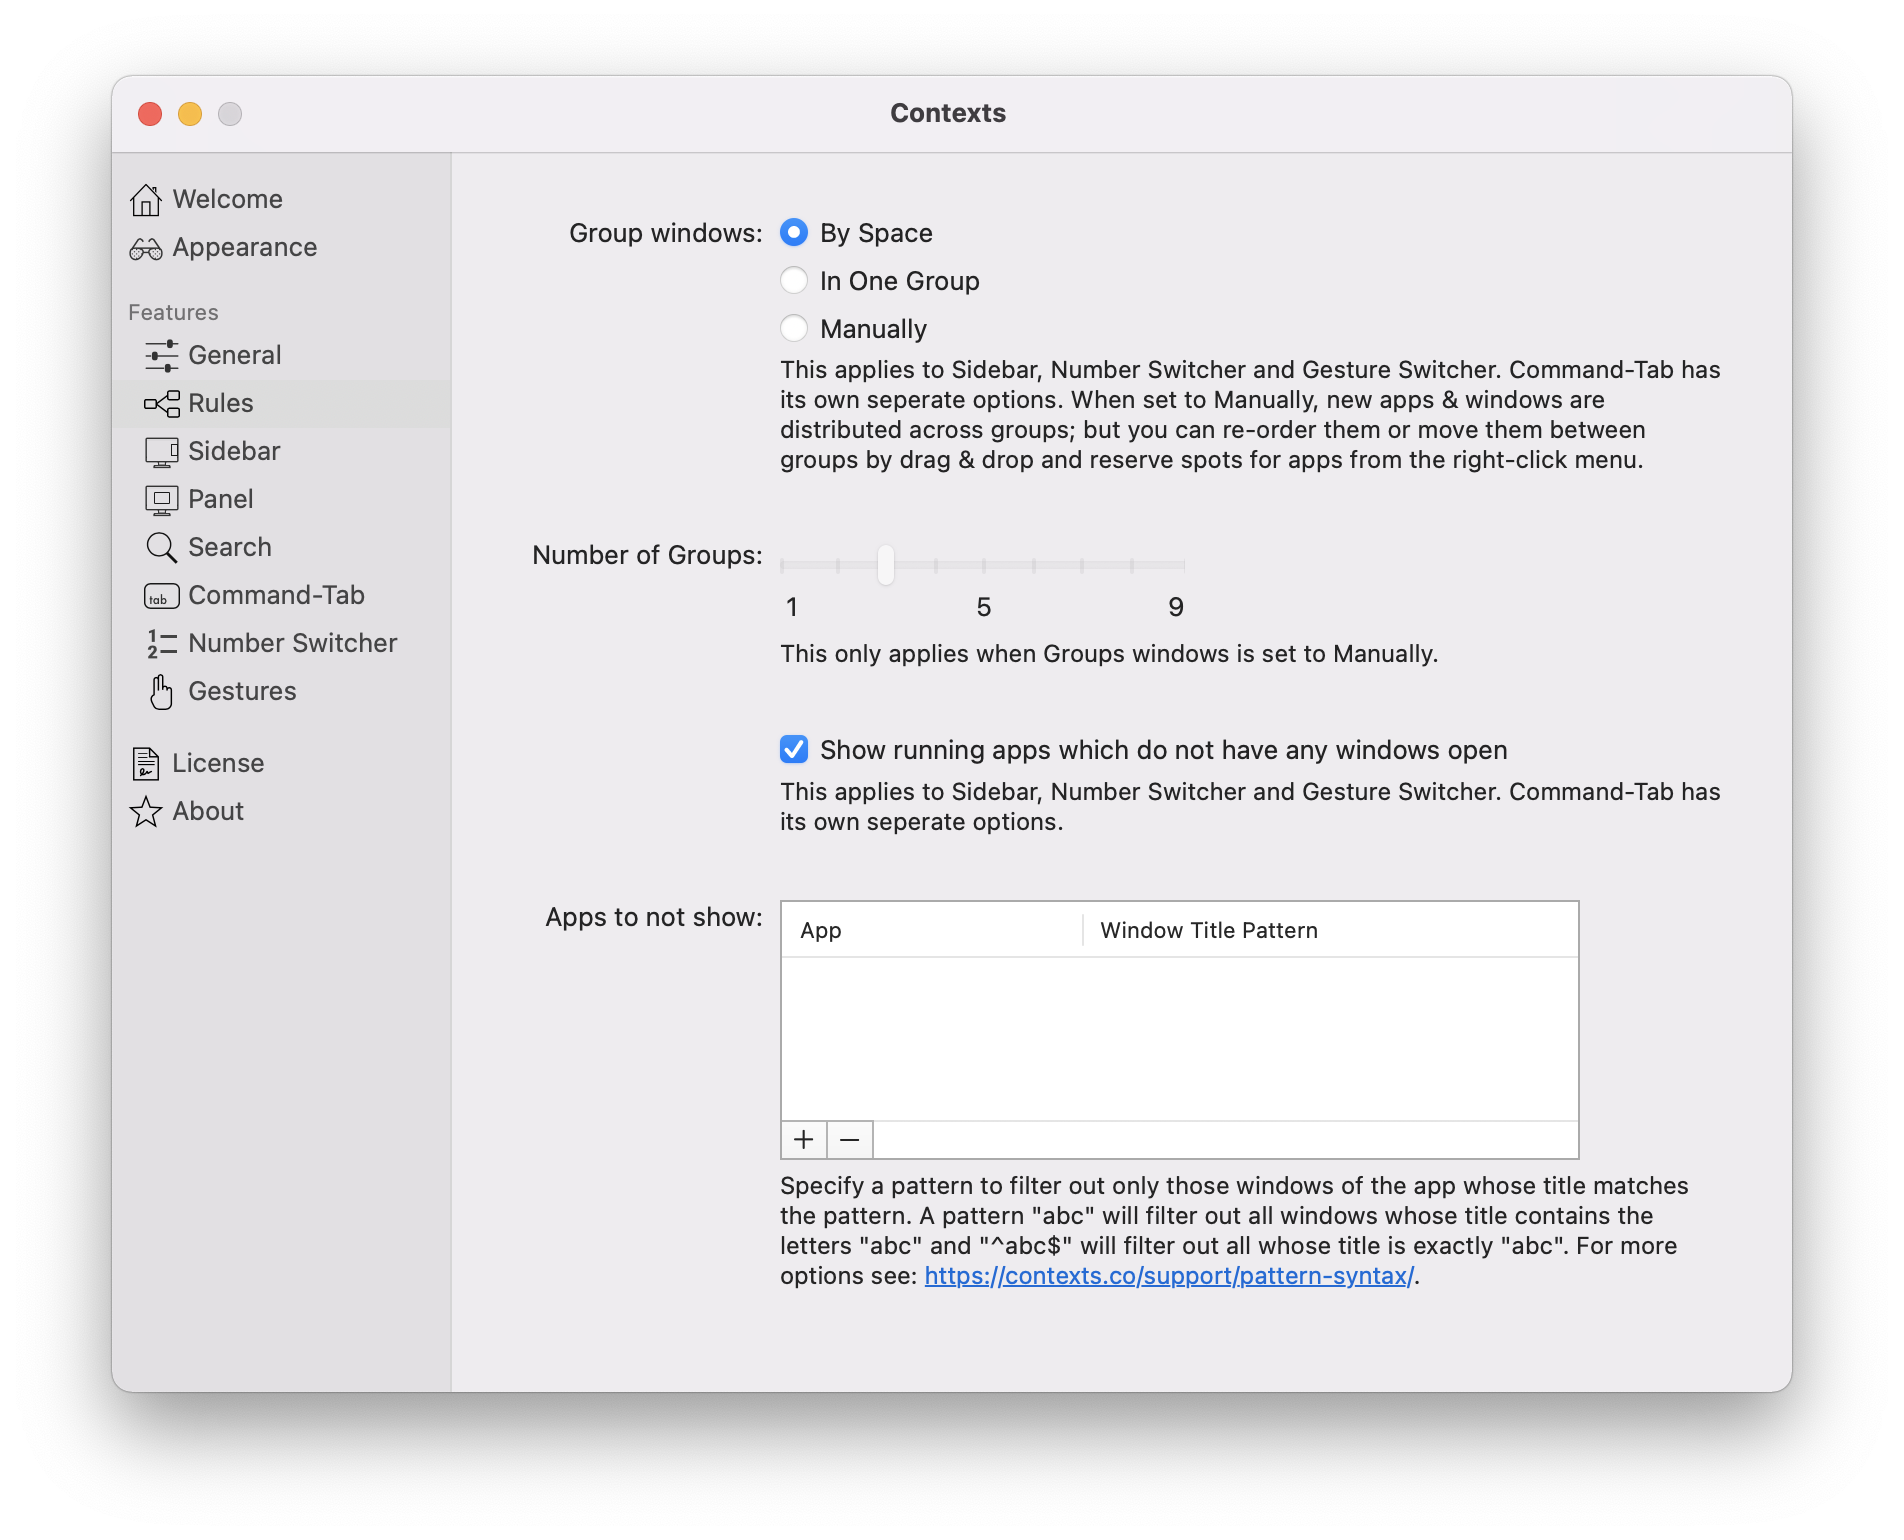 Contexts
Welcome
Appearance
Features
General
Rules
Sidebar
Panel
Search
tab Command-Tab
1 2 Number Switcher
Gestures
License
About
Group windows: By Space
In One Group
Manually
This applies to Sidebar, Number Switcher and Gesture Switcher. Command-Tab has
its own seperate options. When set to Manually, new apps & windows are
distributed across groups; but you can re-order them or move them between
groups by drag & drop and reserve spots for apps from the right-click menu.
Number of Groups:
1 5 9
This only applies when Groups windows is set to Manually.
Show running apps which do not have any windows open
This applies to Sidebar, Number Switcher and Gesture Switcher. Command-Tab has
its own seperate options.
Apps to not show:
App Window Title Pattern
Specify a pattern to filter out only those windows of the app whose title matches
the pattern. A pattern "abc" will filter out all windows whose title contains the
letters "abc" and "^abc$" will filter out all whose title is exactly "abc". For more
options see: https://contexts.co/support/pattern-syntax/.